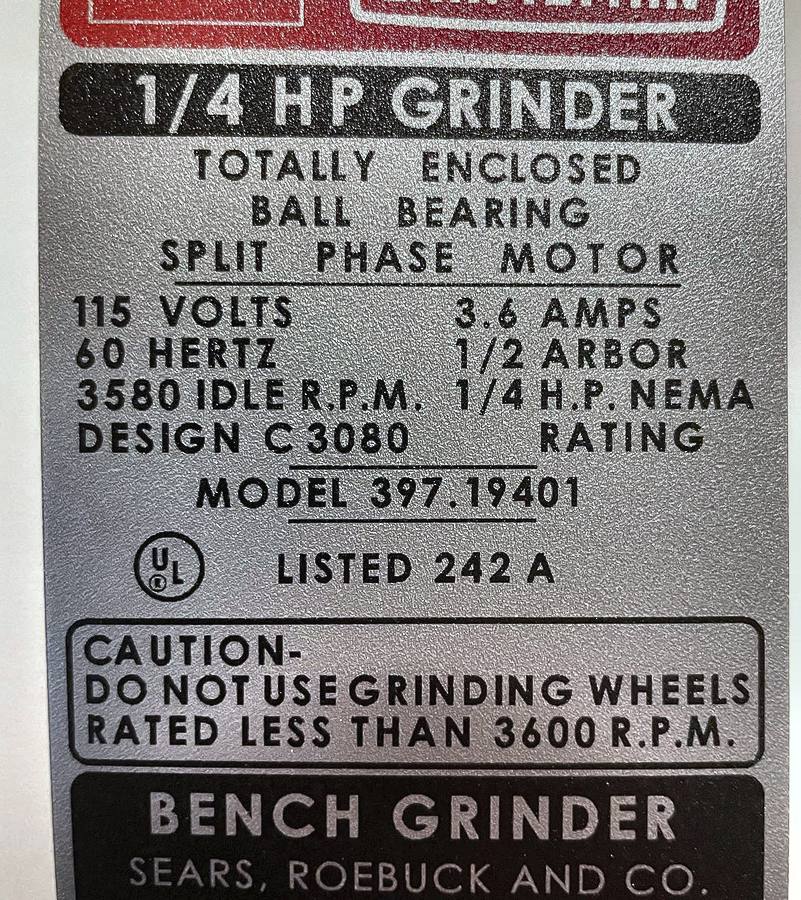 1/4 HP GRINDER
TOTALLY ENCLOSED
BALL BEARING
SPLIT PHASE MOTOR
115 VOLTS 3.6 AMPS
60 HERTZ 1/2 ARBOR
3580 IDLE R.P.M. 1/4 H.P. NEMA
DESIGN C 3080 RATING
MODEL 397.19401
UL ® LISTED 242 A
CAUTION-
DO NOT USE GRINDING WHEELS
RATED LESS THAN 3600 R.P.M.
BENCH GRINDER
SEARS, ROEBUCK AND CO.